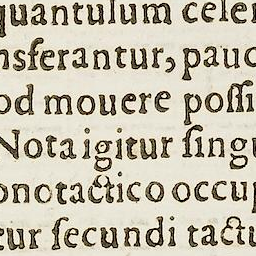 quantulum celer
nsferantur, pauc
od mouere poſſi
Nota igitur ſingu
onotactico occup
tur ſecundi tactu